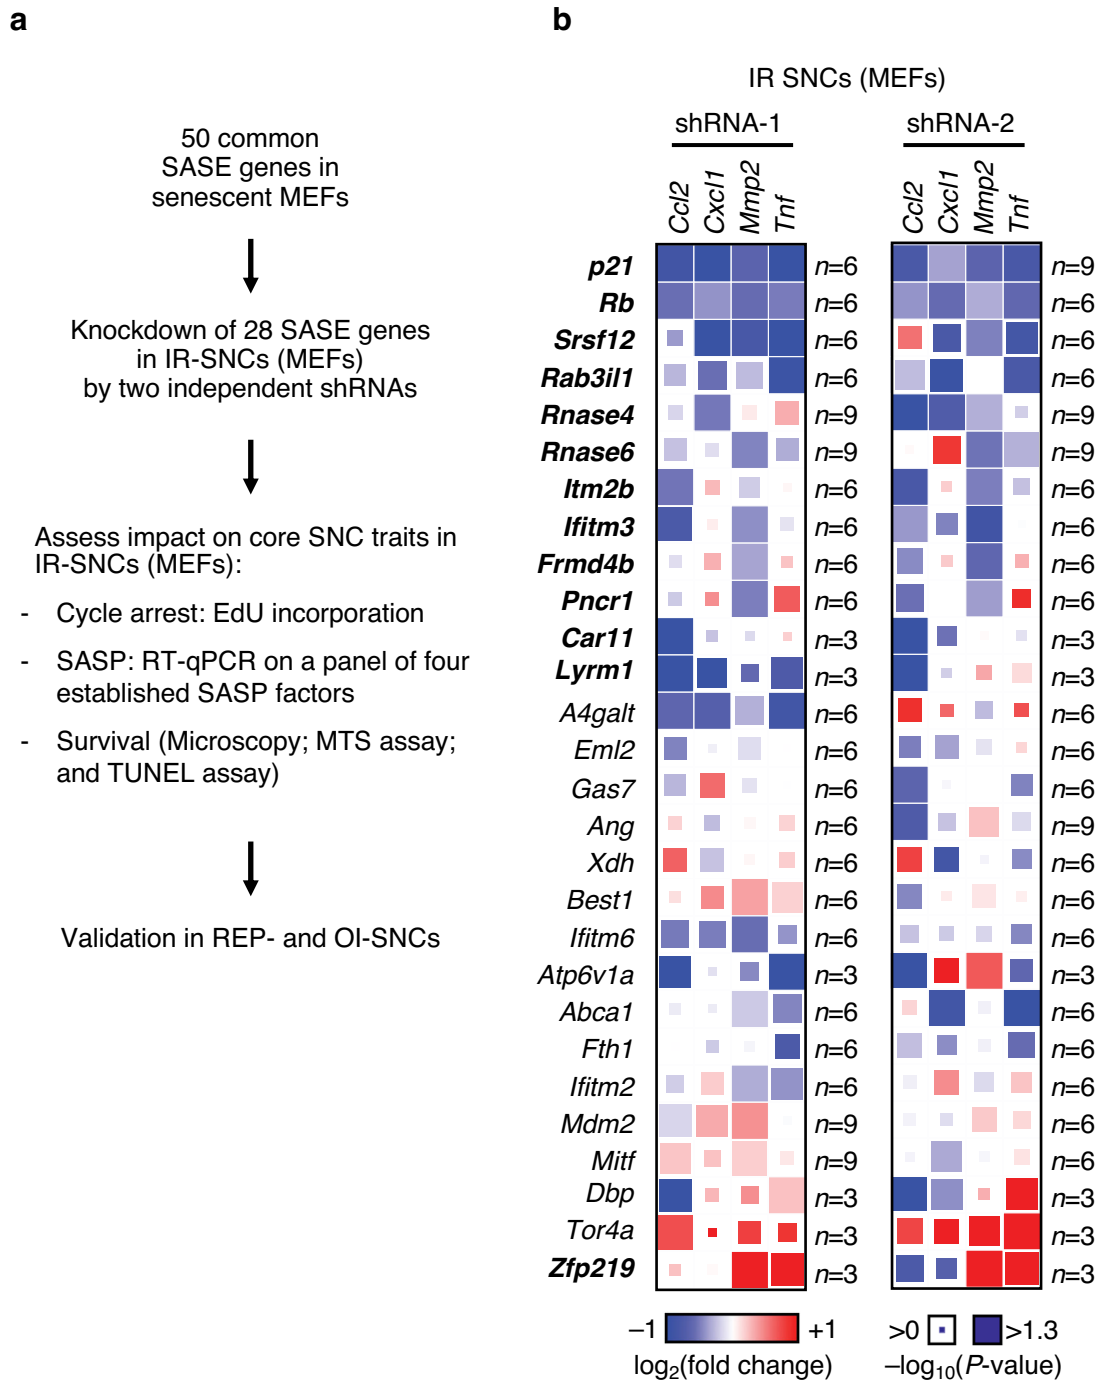 a
50 common
SASE genes in
senescent MEFs
Knockdown of 28 SASE genes
in IR-SNCs (MEFs)
by two independent shRNAs
Assess impact on core SNC traits in
IR-SNCs (MEFs):
- Cycle arrest: EdU incorporation
- SASP: RT-qPCR on a panel of four
established SASP factors
- Survival (Microscopy; MTS assay;
and TUNEL assay)
Validation in REP- and OI-SNCs
b
IR SNCs (MEFs)
shRNA-1 shRNA-2
Ccl2 Cxcl1 Mmp2 Tnf Ccl2 Cxcl1 Mmp2 Tnf
p21 n=6 n=9
Rb n=6 n=6
Srsf12 n=6 n=6
Rab3il1 n=6 n=6
Rnase4 n=9 n=9
Rnase6 n=9 n=9
Itm2b n=6 n=6
Ifitm3 n=6 n=6
Frmd4b n=6 n=6
Pncr1 n=6 n=6
Car11 n=3 n=3
Lyrm1 n=3 n=3
A4galt n=6 n=6
Eml2 n=6 n=6
Gas7 n=6 n=6
Ang n=6 n=9
Xdh n=6 n=6
Best1 n=6 n=6
Ifitm6 n=6 n=6
Atp6v1a n=3 n=3
Abca1 n=6 n=6
Fth1 n=6 n=6
Ifitm2 n=6 n=6
Mdm2 n=9 n=6
Mitf n=9 n=6
Dbp n=3 n=3
Tor4a n=3 n=3
Zfp219 n=3 n=3
–1 +1 >0 >1.3
log₂(fold change) –log₁₀(P-value)